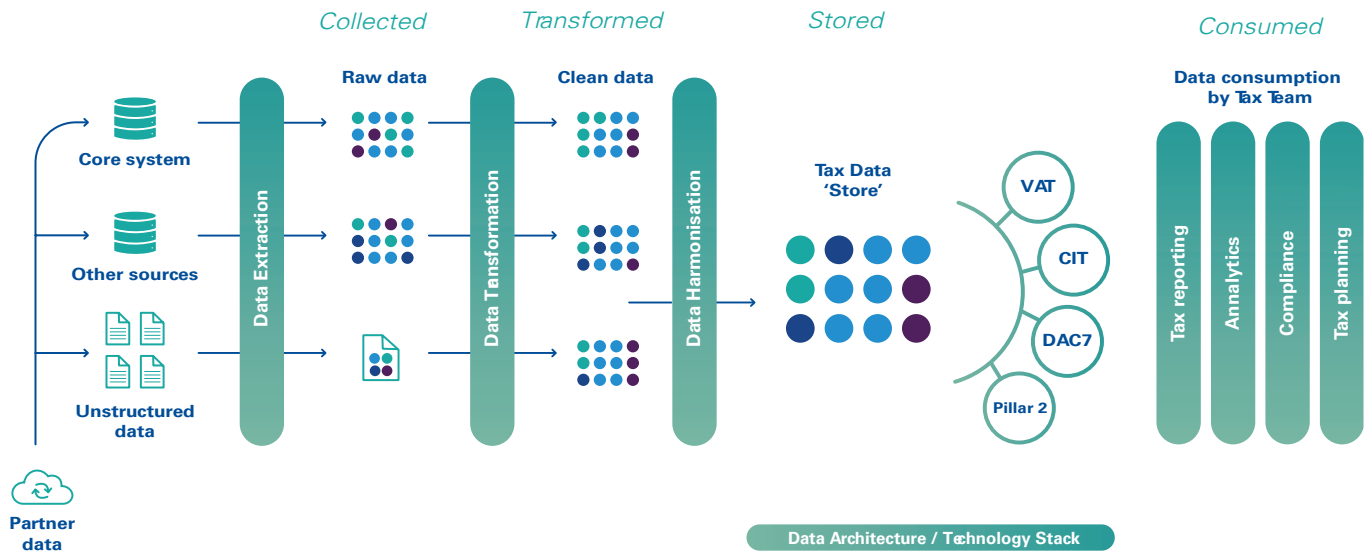 Collected
Transformed
Stored
Consumed
Raw data
Clean data
Data consumption
by Tax Team
Core system
Other sources
Unstructured
data
Partner
data
Data Extraction
Data Transformation
Data Harmonisation
Tax Data
‘Store’
VAT
CIT
DAC7
Pillar 2
Tax reporting
Annalytics
Compliance
Tax planning
Data Architecture / Technology Stack